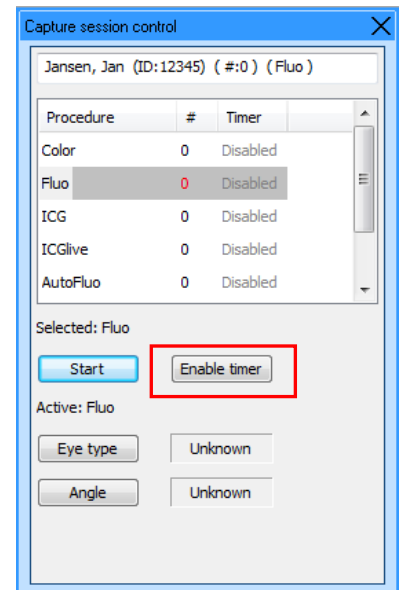 Capture session control
Jansen, Jan (ID:12345) ( #:0 ) ( Fluo )
Procedure # Timer
Color 0 Disabled
Fluo 0 Disabled
ICG 0 Disabled
ICGlive 0 Disabled
AutoFluo 0 Disabled
Selected: Fluo
Start Enable timer
Active: Fluo
Eye type Unknown
Angle Unknown